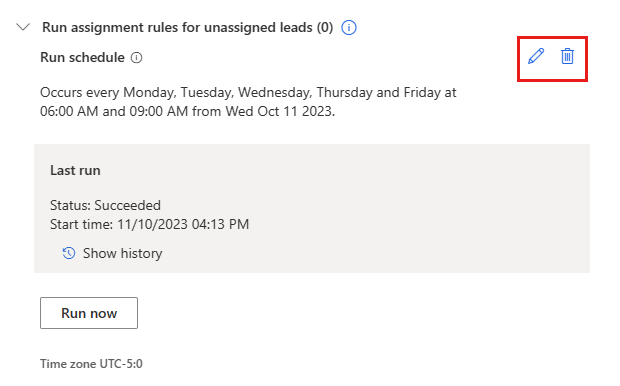 Run assignment rules for unassigned leads (0)
Run schedule
Occurs every Monday, Tuesday, Wednesday, Thursday and Friday at
06:00 AM and 09:00 AM from Wed Oct 11 2023.
Last run
Status: Succeeded
Start time: 11/10/2023 04:13 PM
Show history
Run now
Time zone UTC-5:0